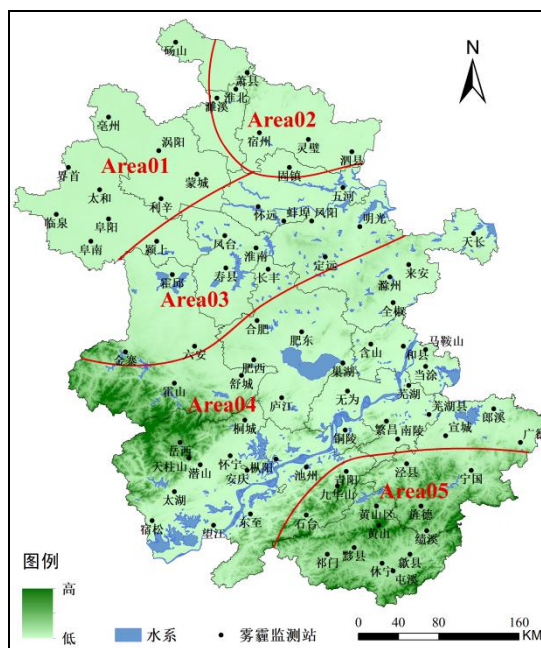 砀山
N
萧县
淮北
濉溪
亳州
Area02
宿州
灵璧
涡阳
泗县
Area01
固镇
界首
蒙城
五河
太和
利辛
怀远
蚌埠
凤阳
临泉
阜阳
明光
天长
阜南
颍上
凤台
淮南
定远
来安
霍邱
寿县
长丰
滁州
Area03
全椒
合肥
肥东
马鞍山
金寨
六安
含山
和县
肥西
巢湖
当涂
舒城
霍山
无为
芜湖
Area04
庐江
芜湖县
郎溪
桐城
繁昌
南陵
宣城
铜陵
广德
岳西
天柱山
怀宁
枞阳
池州
泾县
宁国
潜山
安庆
青阳
九华山
Area05
太湖
石台
黄山区
旌德
宿松
望江
东至
黄山
绩溪
祁门
黟县
歙县
休宁
屯溪
图例
高
低
水系
雾霾监测站
0 40 80 160
KM